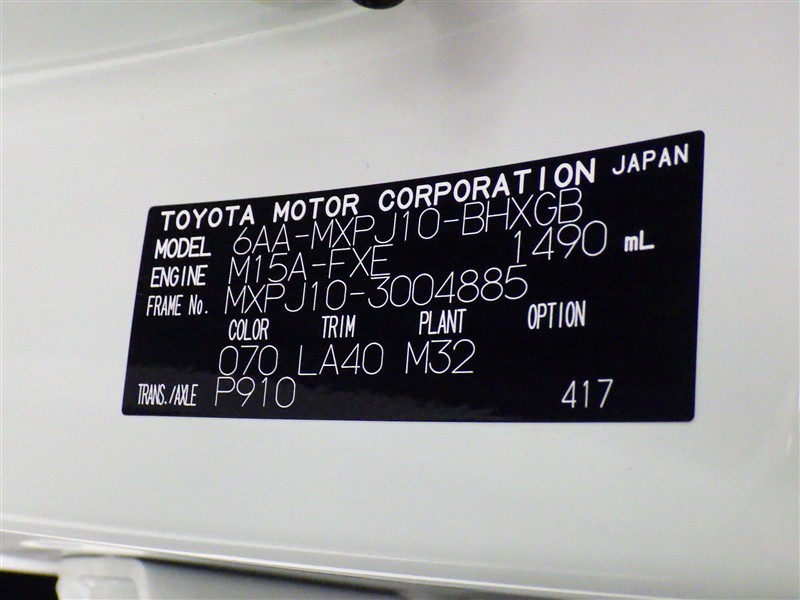 TOYOTA MOTOR CORPORATION JAPAN
MODEL 6AA-MXPJ10-BHXGB
ENGINE M15A-FXE 1490 mL
FRAME No. MXPJ10-3004885
COLOR TRIM PLANT OPTION
070 LA40 M32
TRANS./AXLE P910 417